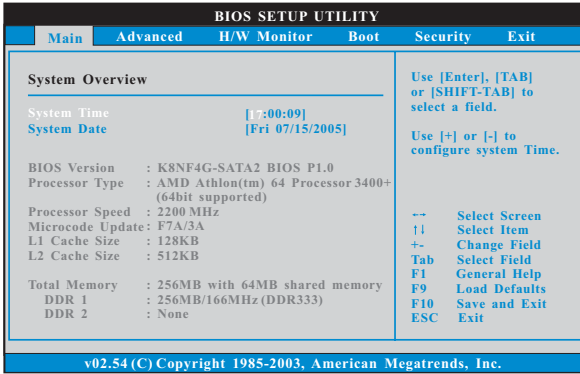 BIOS SETUP UTILITY
Main Advanced H/W Monitor Boot Security Exit
System Overview
System Time [17:00:09]
System Date [Fri 07/15/2005]
BIOS Version : K8NF4G-SATA2 BIOS P1.0
Processor Type : AMD Athlon(tm) 64 Processor 3400+
(64bit supported)
Processor Speed : 2200 MHz
Microcode Update : F7A/3A
L1 Cache Size : 128KB
L2 Cache Size : 512KB
Total Memory : 256MB with 64MB shared memory
DDR 1 : 256MB/166MHz (DDR333)
DDR 2 : None
Use [Enter], [TAB]
or [SHIFT-TAB] to
select a field.
Use [+] or [-] to
configure system Time.
←→ Select Screen
↑↓ Select Item
+- Change Field
Tab Select Field
F1 General Help
F9 Load Defaults
F10 Save and Exit
ESC Exit
v02.54 (C) Copyright 1985-2003, American Megatrends, Inc.